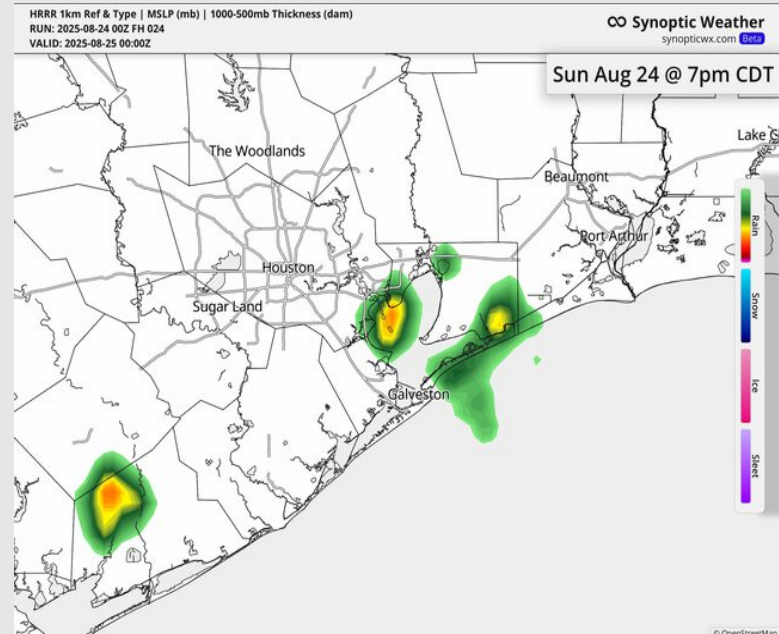 HRRR 1km Ref & Type | MSLP (mb) | 1000-500mb Thickness (dam)
RUN: 2025-08-24 00Z FH 024
VALID: 2025-08-25 00:00Z
Synoptic Weather
synopticwx.com Beta
Sun Aug 24 @ 7pm CDT
Lake C
The Woodlands
Beaumont
Port Arthur
Houston
Sugar Land
Galveston
Rain
Snow
Ice
Sleet
© OpenStreetMap